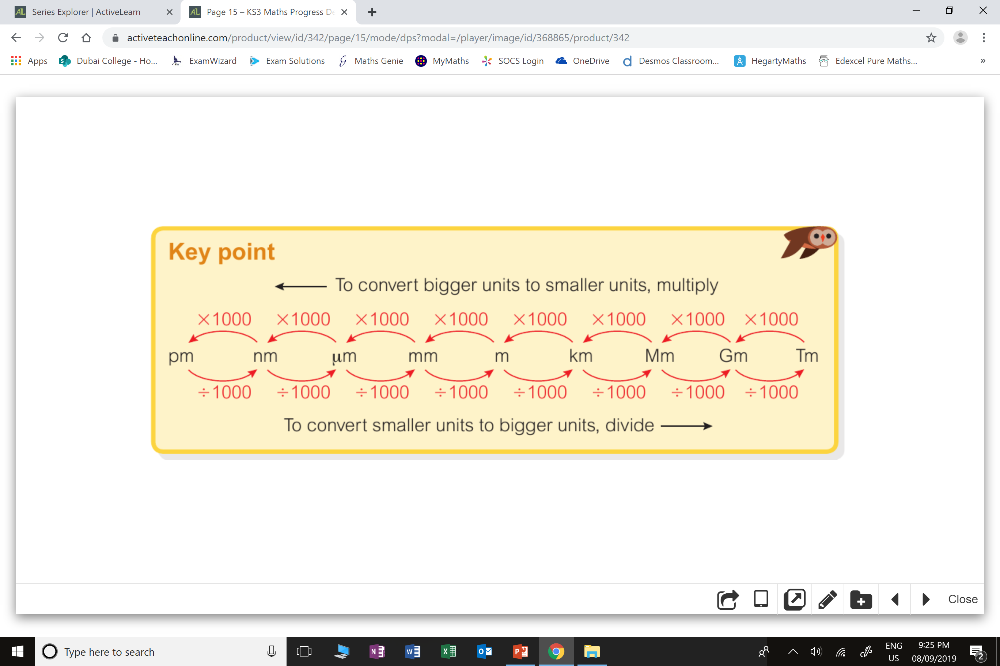 Series Explorer | ActiveLearn
Page 15 – KS3 Maths Progress De
activeteachonline.com/product/view/id/342/page/15/mode/dps?modal=/player/image/id/368865/product/342
Apps Dubai College - Ho... EW ExamWizard Exam Solutions Maths Genie MyMaths SOCS Login OneDrive Desmos Classroom... HegartyMaths Edexcel Pure Maths... »
Key point
To convert bigger units to smaller units, multiply
×1000 ×1000 ×1000 ×1000 ×1000 ×1000 ×1000 ×1000
pm nm μm mm m km Mm Gm Tm
÷1000 ÷1000 ÷1000 ÷1000 ÷1000 ÷1000 ÷1000 ÷1000
To convert smaller units to bigger units, divide
Close
Type here to search
ENG 9:25 PM
US 08/09/2019 2